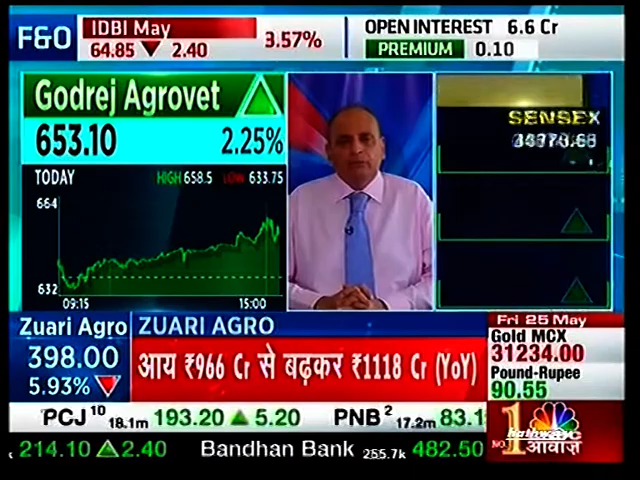 F&O
IDBI May
64.85 ▼ 2.40
3.57%
OPEN INTEREST 6.6 Cr
PREMIUM 0.10
Godrej Agrovet
653.10 2.25%
TODAY HIGH 658.5 LOW 633.75
664
632
09:15 15:00
SENSEX
Zuari Agro
398.00
5.93%
ZUARI AGRO
आय ₹966 Cr से बढ़कर ₹1118 Cr (YoY)
Fri 25 May
Gold MCX
31234.00
Pound-Rupee
90.55
PCJ 10 18.1m 193.20 ▲ 5.20 PNB 2 17.2m 83.1
214.10 ▲ 2.40 Bandhan Bank 255.7k 482.50
No 1
hathway
आवाज़